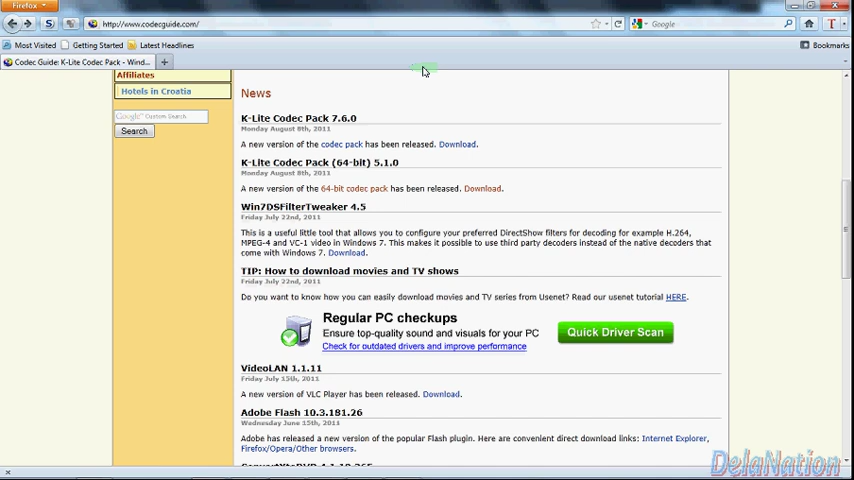 Firefox
http://www.codecguide.com/
Google
Most Visited Getting Started Latest Headlines Bookmarks
Codec Guide: K-Lite Codec Pack - Wind...
Affiliates
Hotels in Croatia
Google Custom Search
Search
News
K-Lite Codec Pack 7.6.0
Monday August 8th, 2011
A new version of the codec pack has been released. Download.
K-Lite Codec Pack (64-bit) 5.1.0
Monday August 8th, 2011
A new version of the 64-bit codec pack has been released. Download.
Win7DSFilterTweaker 4.5
Friday July 22nd, 2011
This is a useful little tool that allows you to configure your preferred DirectShow filters for decoding for example H.264,
MPEG-4 and VC-1 video in Windows 7. This makes it possible to use third party decoders instead of the native decoders that
come with Windows 7. Download.
TIP: How to download movies and TV shows
Friday July 22nd, 2011
Do you want to know how you can easily download movies and TV series from Usenet? Read our usenet tutorial HERE.
Regular PC checkups
Ensure top-quality sound and visuals for your PC
Check for outdated drivers and improve performance
Quick Driver Scan
VideoLAN 1.1.11
Friday July 15th, 2011
A new version of VLC Player has been released. Download.
Adobe Flash 10.3.181.26
Wednesday June 15th, 2011
Adobe has released a new version of the popular Flash plugin. Here are convenient direct download links: Internet Explorer,
Firefox/Opera/Other browsers.
DelaNation